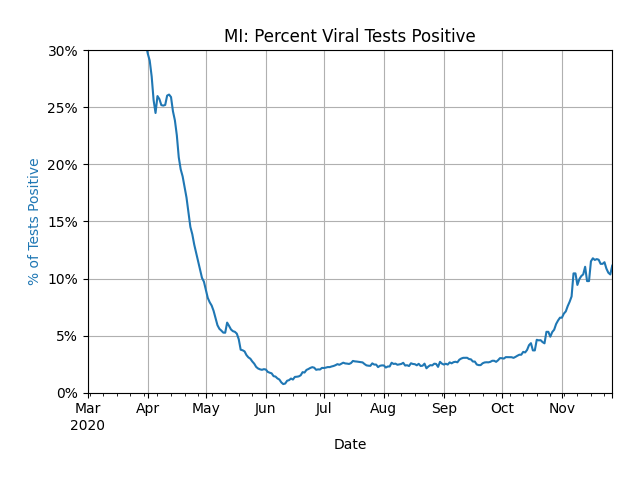 MI: Percent Viral Tests Positive
30%
25%
20%
15%
10%
5%
0%
% of Tests Positive
Mar Apr May Jun Jul Aug Sep Oct Nov
2020
Date